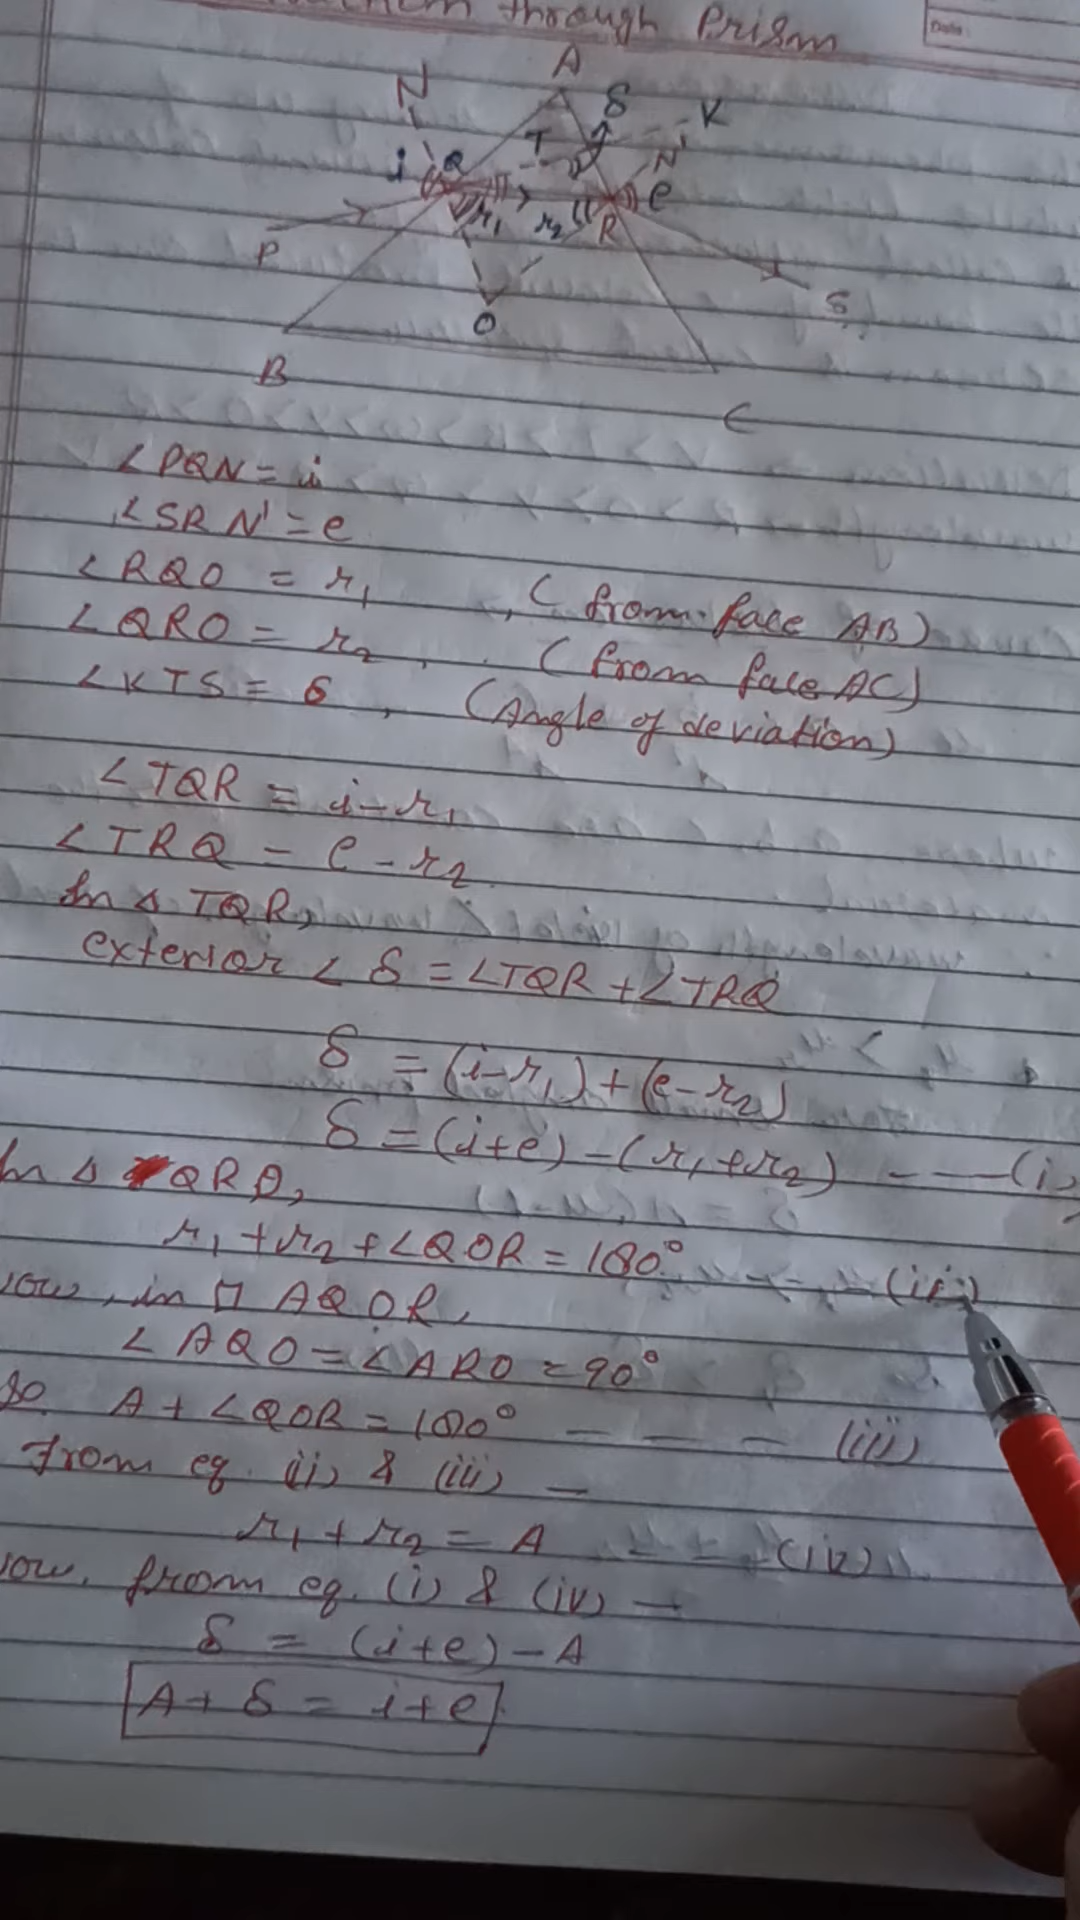 through Prism
Date
A
N
δ
K
T
N'
i
Q
e
r₁
r₂
R
P
S
O
B
C
∠PQN = i
∠SRN' = e
∠RQO = r₁ , (from face AB)
∠QRO = r₂ , (from face AC)
∠KTS = δ , (Angle of deviation)
∠TQR = i - r₁
∠TRQ = e - r₂
In Δ TQR,
exterior ∠ δ = ∠TQR + ∠TRQ
δ = (i - r₁) + (e - r₂)
δ = (i + e) - (r₁ + r₂) - - - (i)
In Δ QRO,
r₁ + r₂ + ∠QOR = 180° - - - (ii)
now, in □ AQOR,
∠AQO = ∠ARO = 90°
So A + ∠QOR = 180° - - - (iii)
From eq. (ii) & (iii) -
r₁ + r₂ = A - - - (iv)
now, from eq. (i) & (iv) -
δ = (i + e) - A
A + δ = i + e